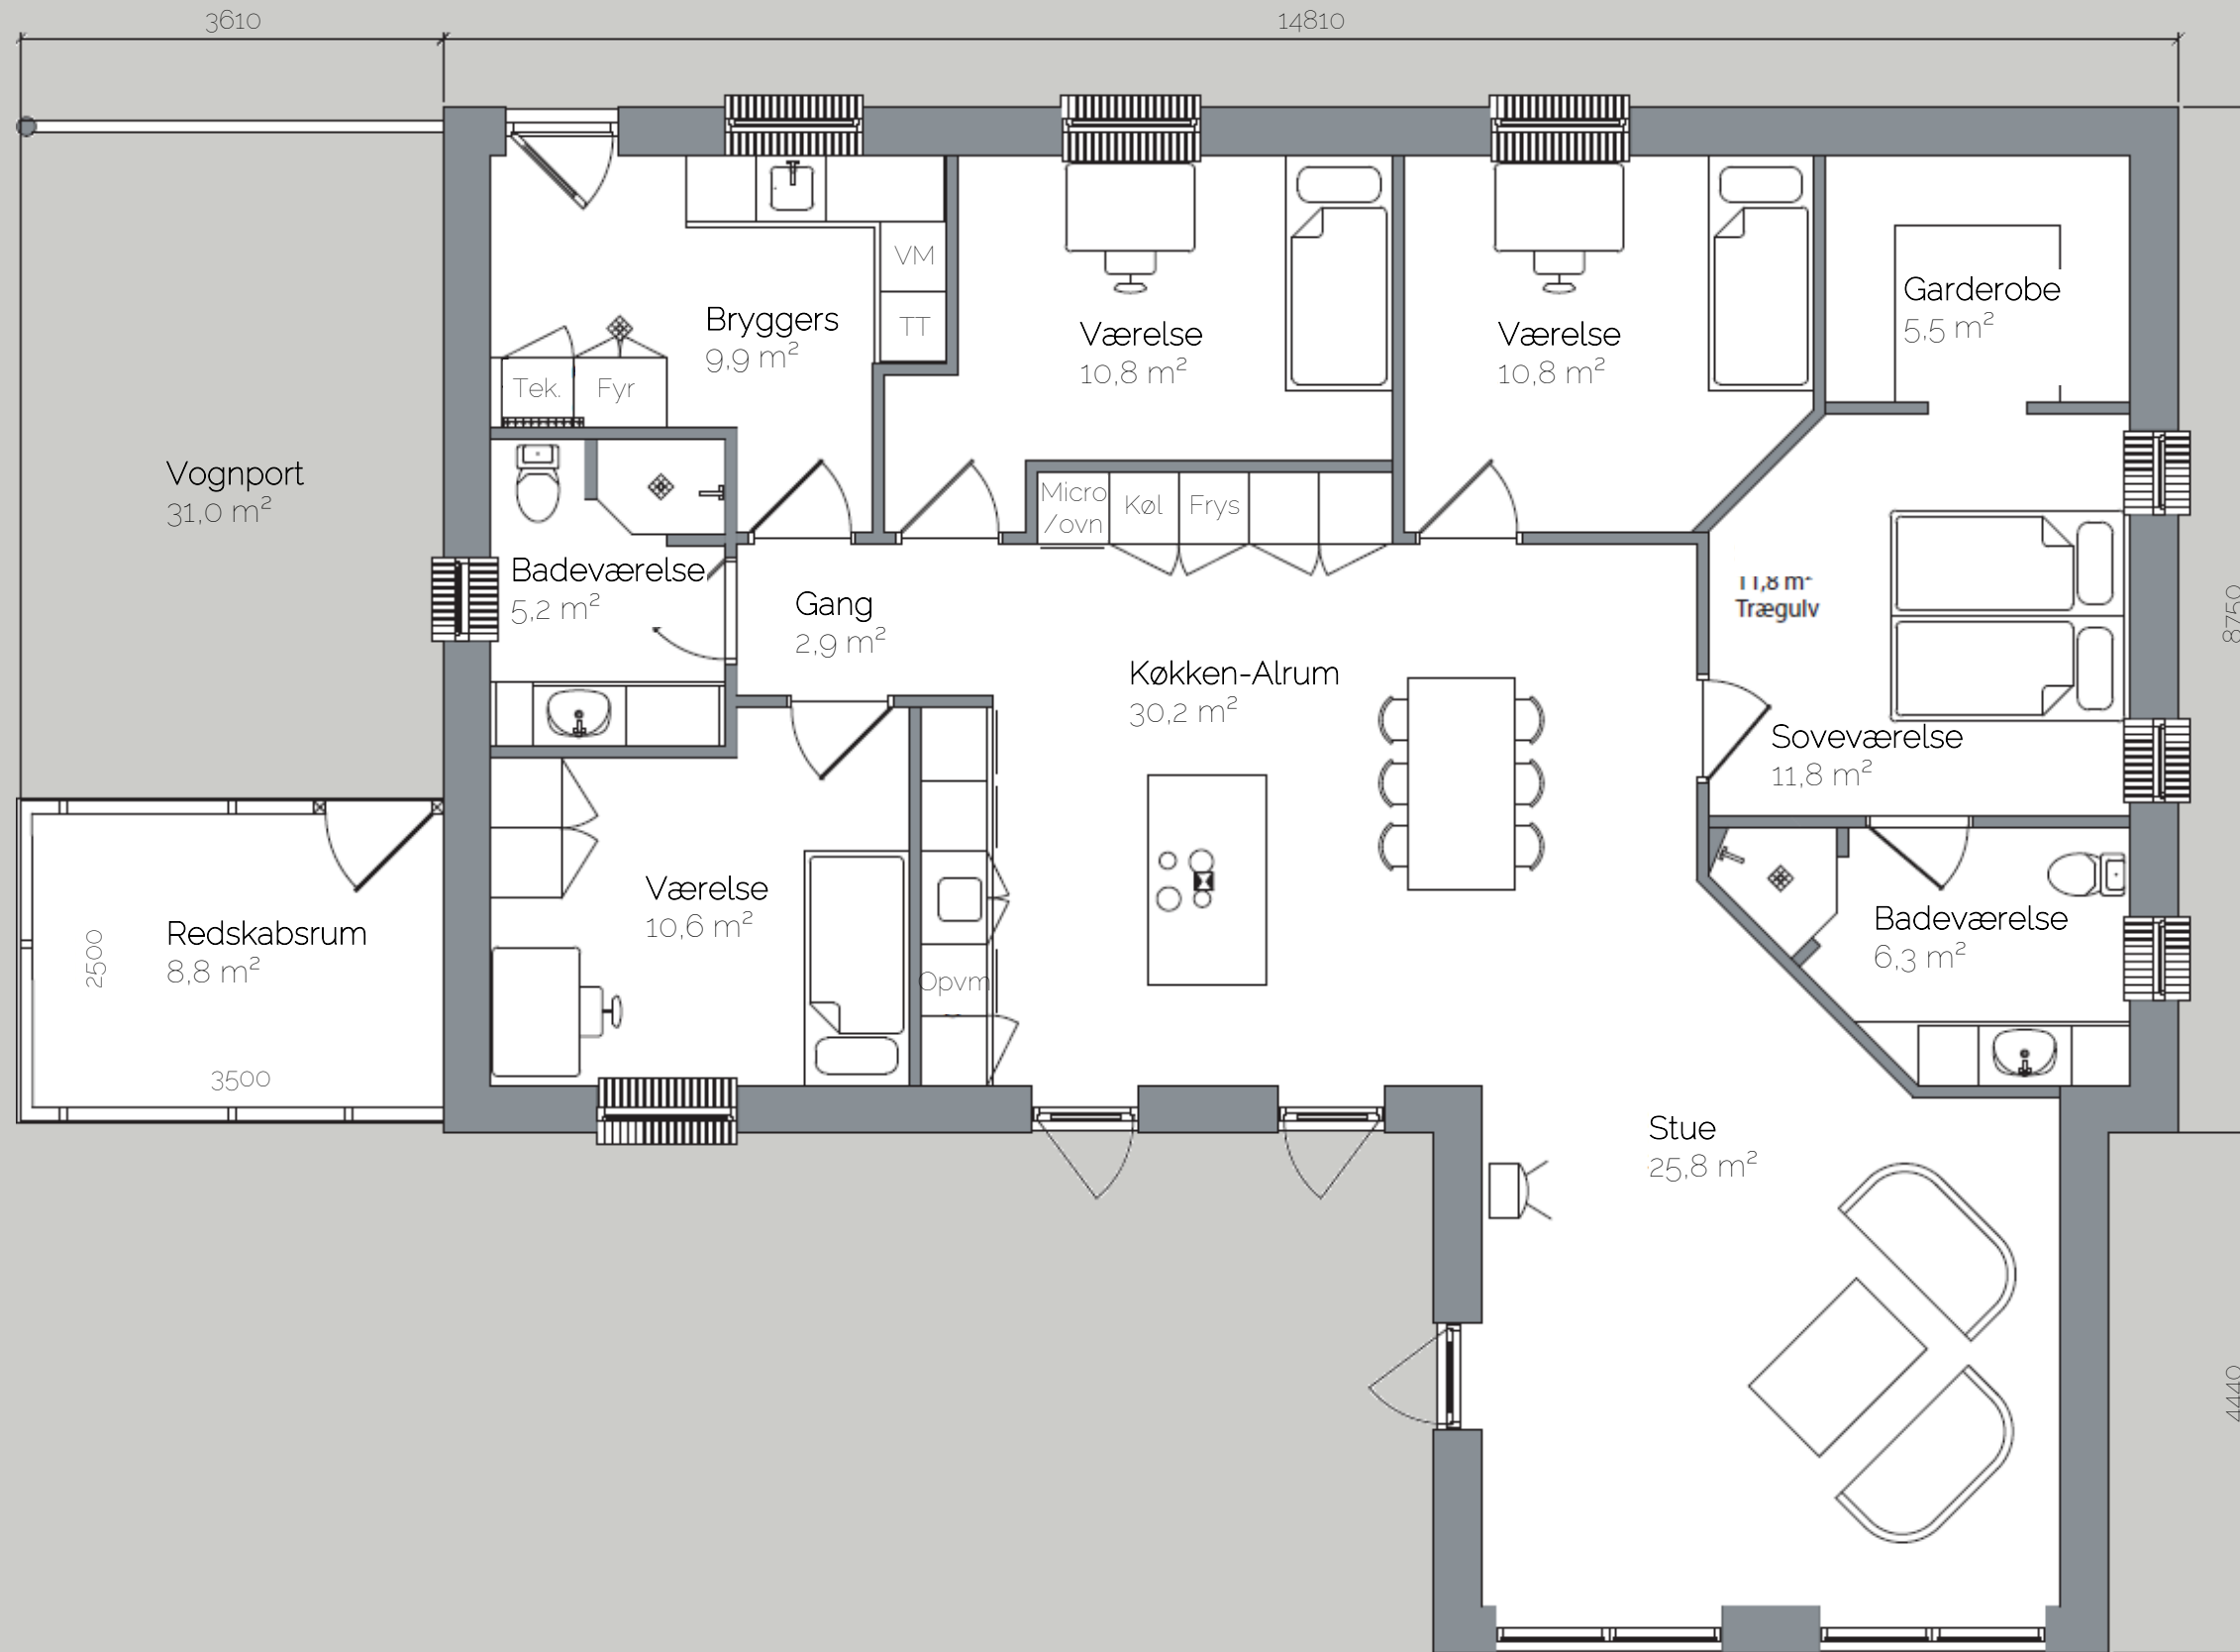 3610
14810
VM
Bryggers
9,9 m²
TT
Tek.
Fyr
Værelse
10,8 m²
Værelse
10,8 m²
Garderobe
5,5 m²
Vognport
31,0 m²
Micro
/ovn
Køl
Frys
Badeværelse
5,2 m²
Gang
2,9 m²
11,8 m²
Trægulv
8750
Køkken-Alrum
30,2 m²
Soveværelse
11,8 m²
Værelse
10,6 m²
Redskabsrum
8,8 m²
2500
3500
Opvm
Badeværelse
6,3 m²
Stue
25,8 m²
4440